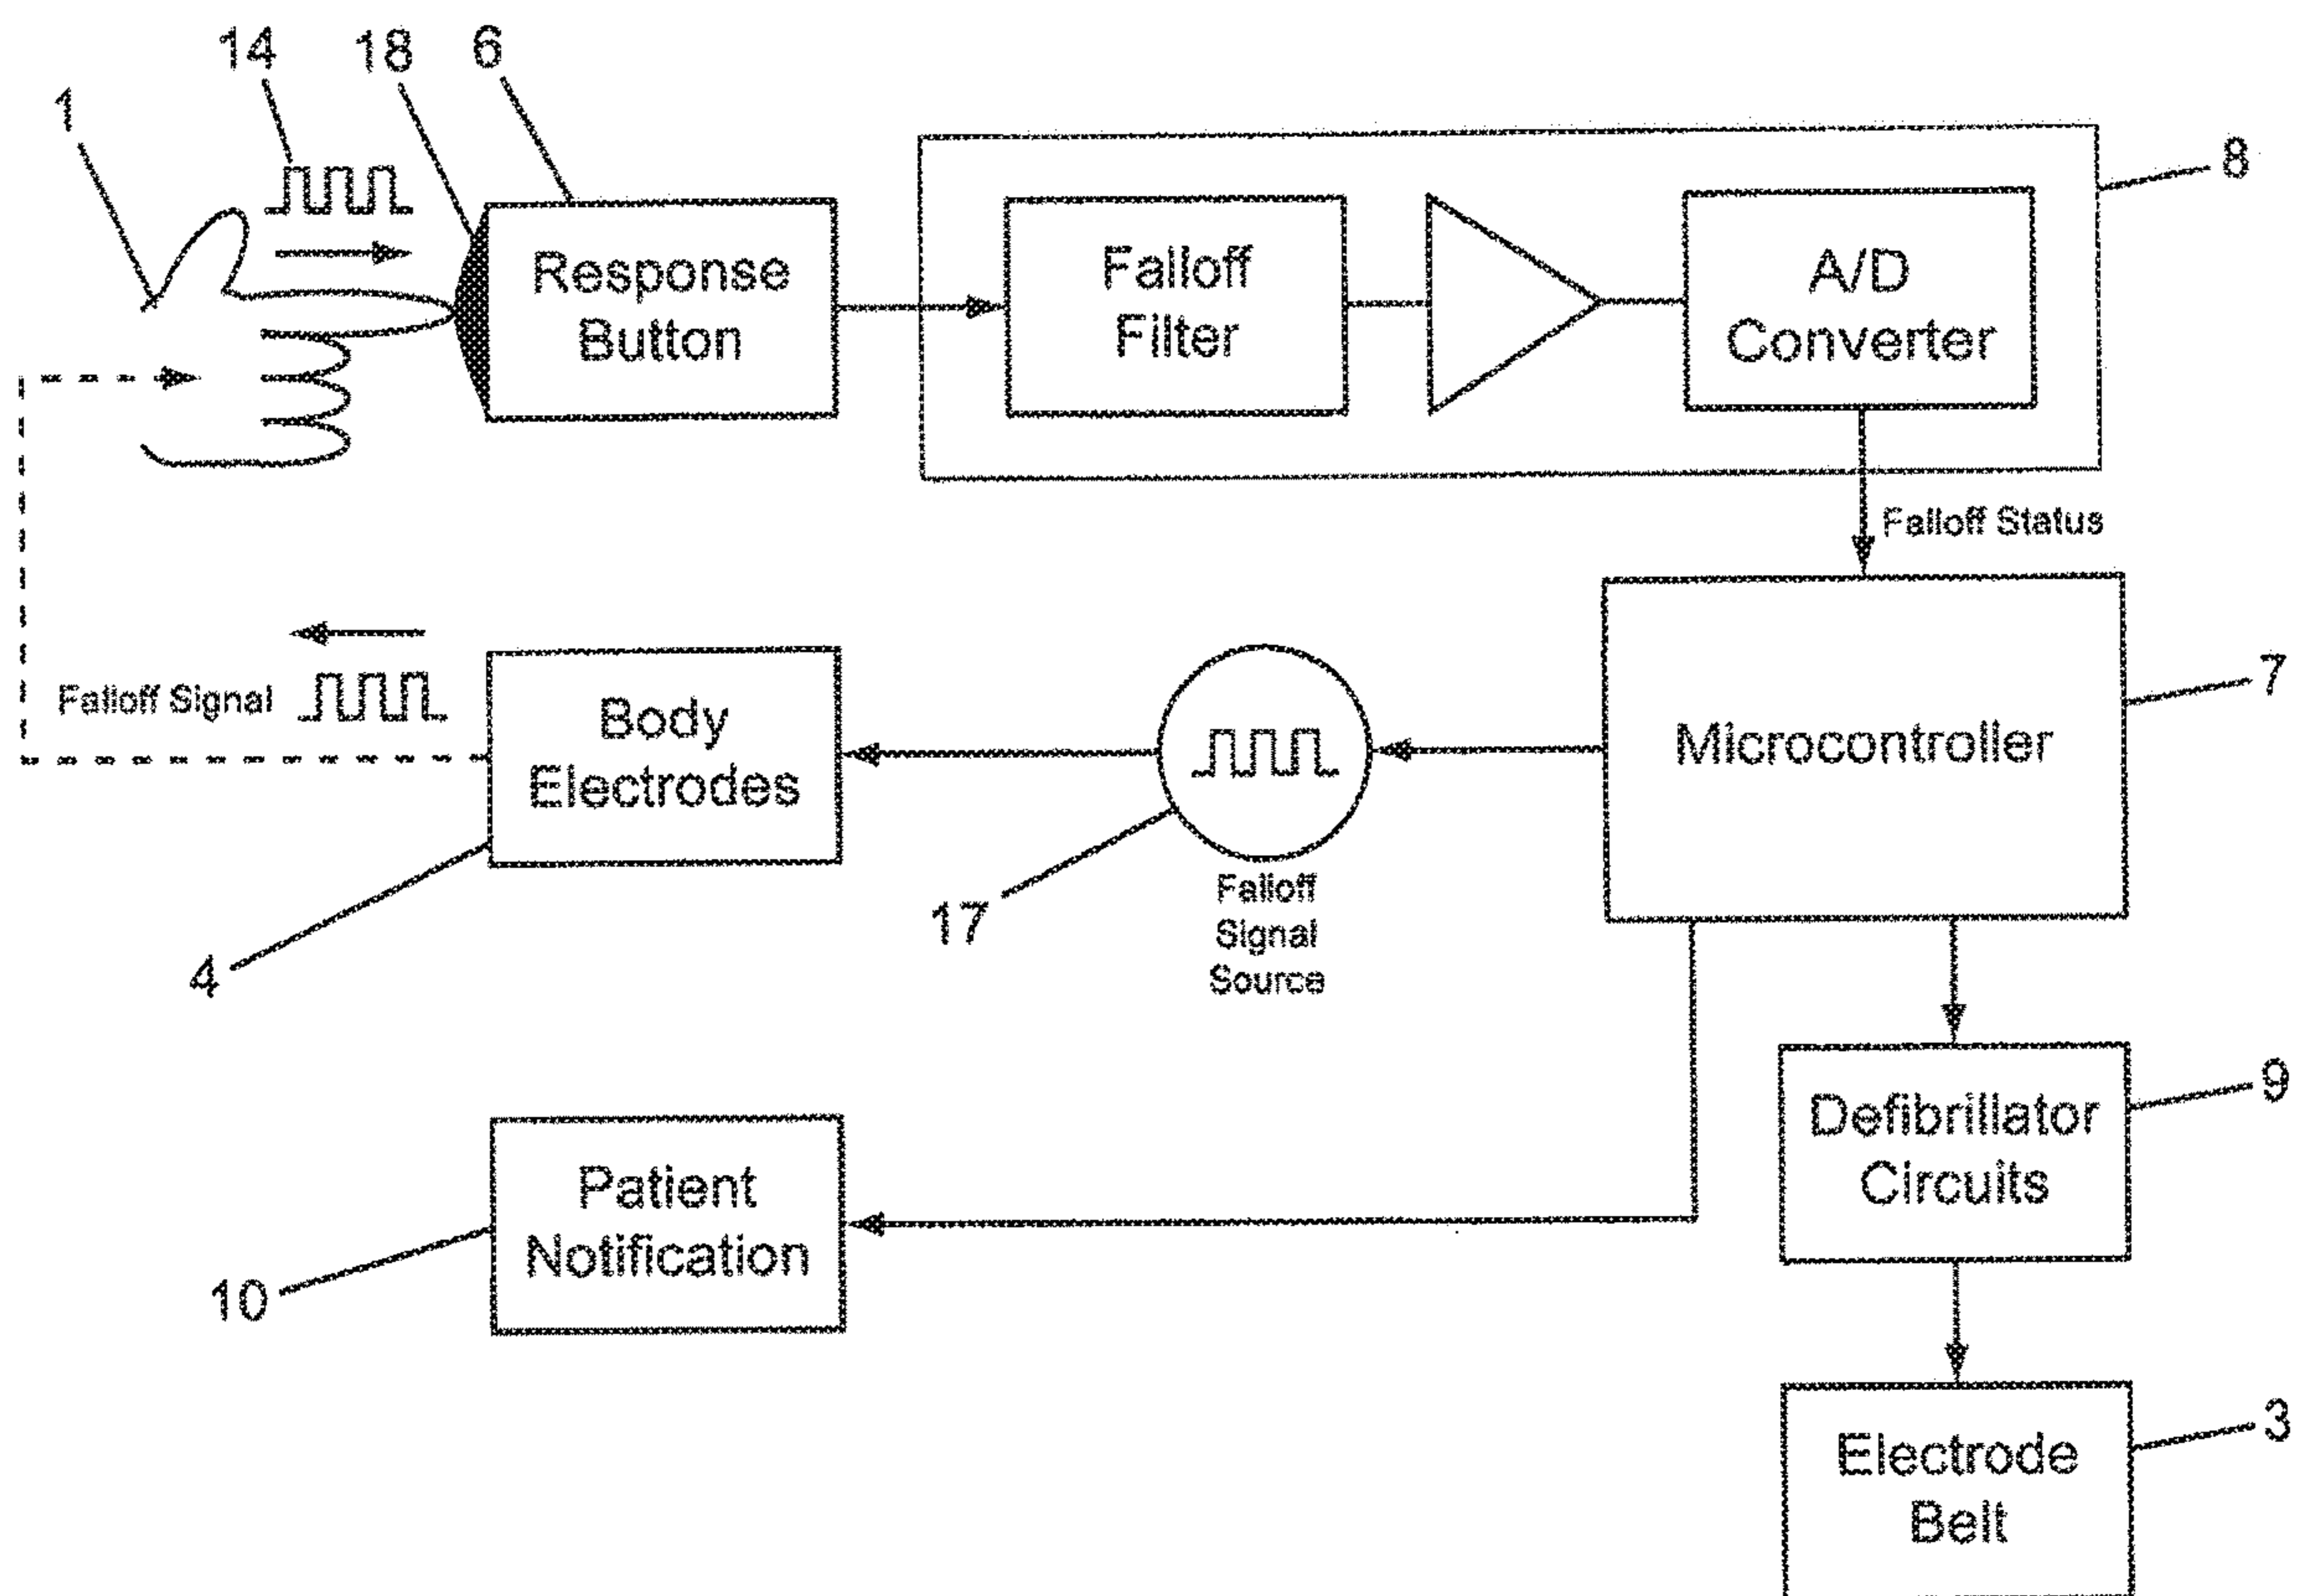 14
18
6
1
8
Response
Button
Falloff
Filter
A/D
Converter
Falloff Status
Falloff Signal
Body
Electrodes
4
17
Falloff
Signal
Source
Microcontroller
7
Patient
Notification
10
Defibrillator
Circuits
9
Electrode
Belt
3